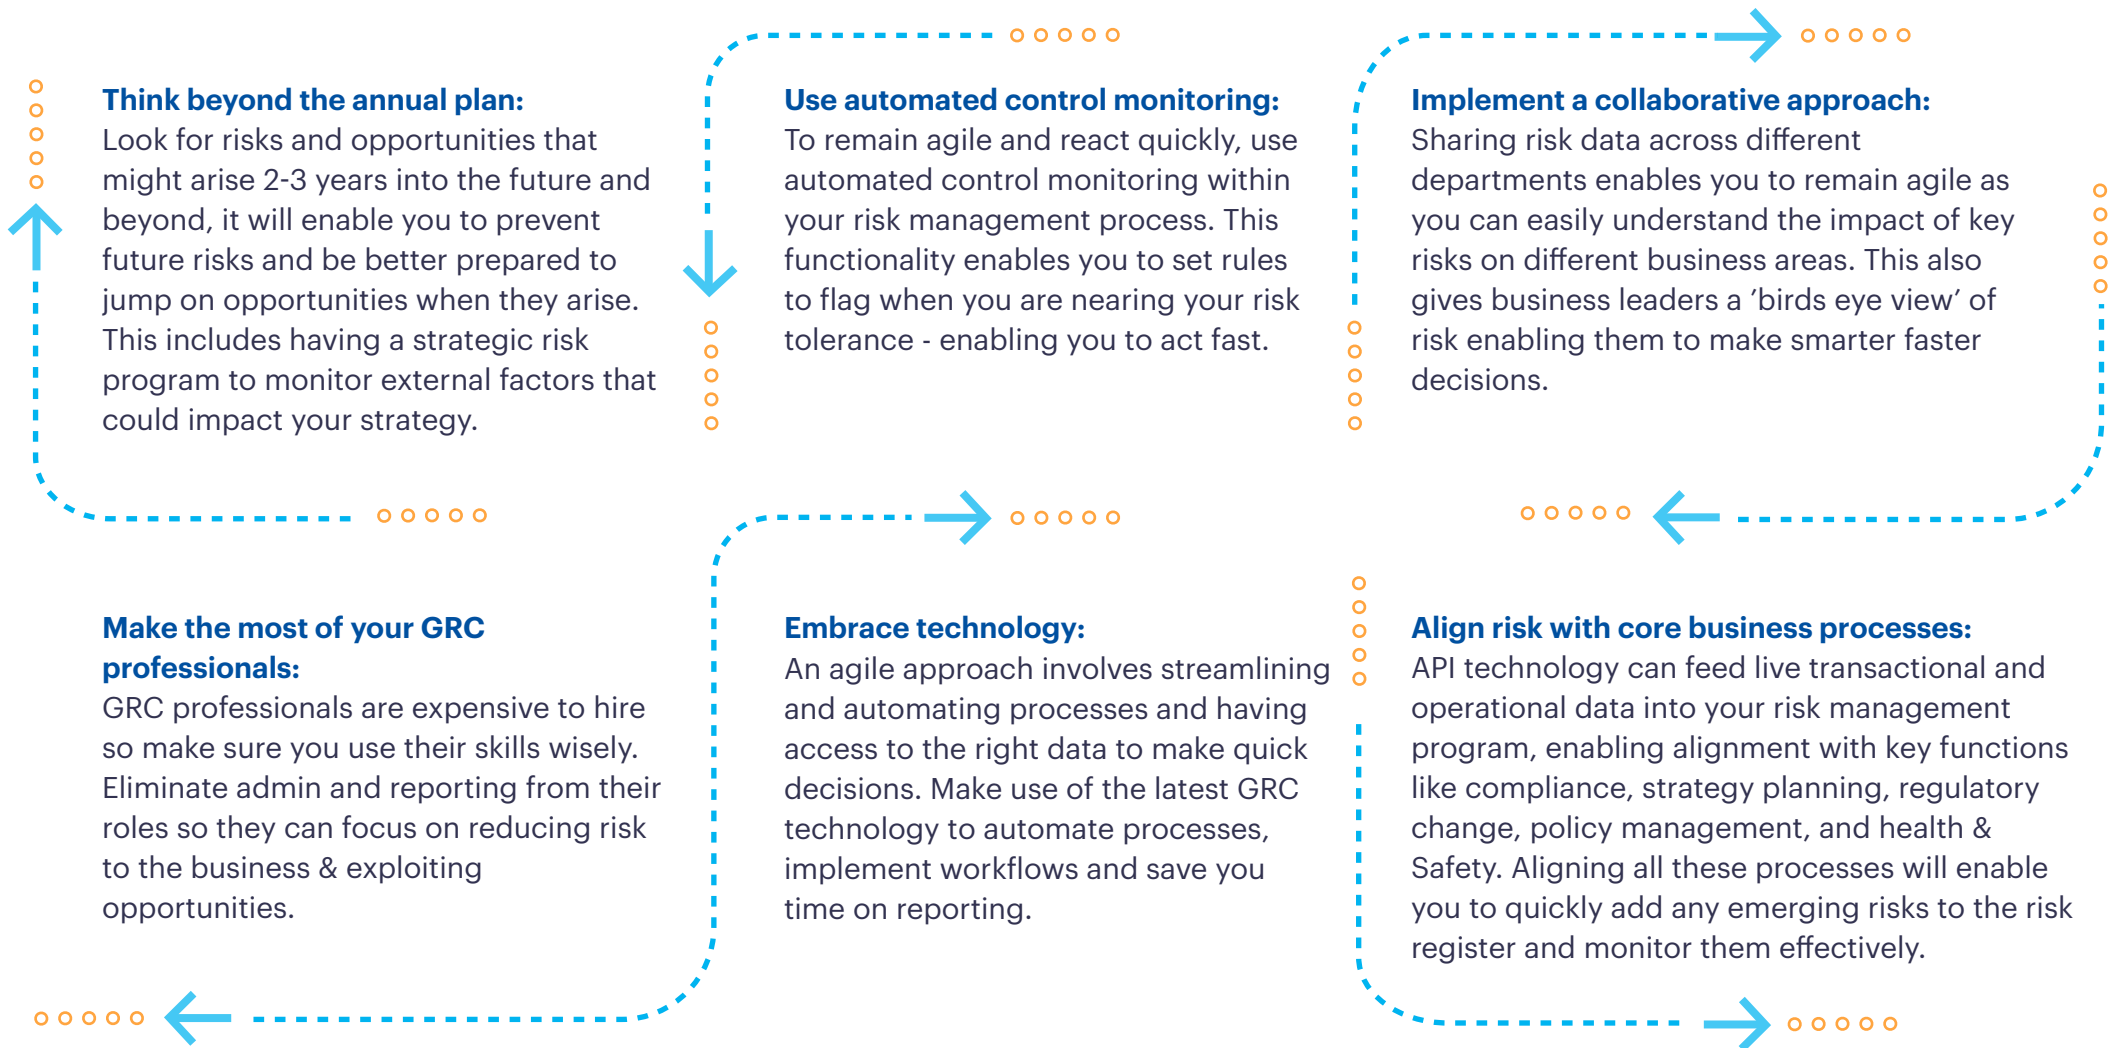 Think beyond the annual plan:
Look for risks and opportunities that
might arise 2-3 years into the future and
beyond, it will enable you to prevent
future risks and be better prepared to
jump on opportunities when they arise.
This includes having a strategic risk
program to monitor external factors that
could impact your strategy.
Use automated control monitoring:
To remain agile and react quickly, use
automated control monitoring within
your risk management process. This
functionality enables you to set rules
to flag when you are nearing your risk
tolerance - enabling you to act fast.
Implement a collaborative approach:
Sharing risk data across different
departments enables you to remain agile as
you can easily understand the impact of key
risks on different business areas. This also
gives business leaders a ’birds eye view’ of
risk enabling them to make smarter faster
decisions.
Make the most of your GRC
professionals:
GRC professionals are expensive to hire
so make sure you use their skills wisely.
Eliminate admin and reporting from their
roles so they can focus on reducing risk
to the business & exploiting
opportunities.
Embrace technology:
An agile approach involves streamlining
and automating processes and having
access to the right data to make quick
decisions. Make use of the latest GRC
technology to automate processes,
implement workflows and save you
time on reporting.
Align risk with core business processes:
API technology can feed live transactional and
operational data into your risk management
program, enabling alignment with key functions
like compliance, strategy planning, regulatory
change, policy management, and health &
Safety. Aligning all these processes will enable
you to quickly add any emerging risks to the risk
register and monitor them effectively.